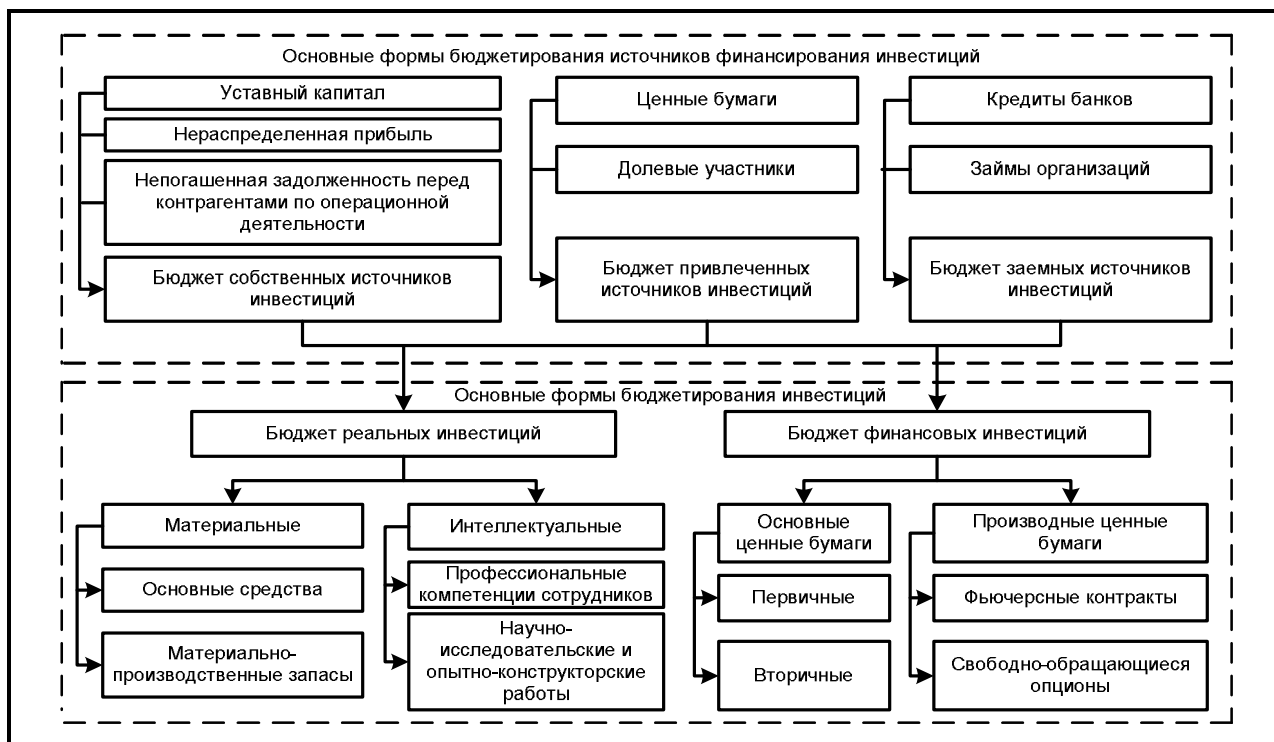 Основные формы бюджетирования источников финансирования инвестиций
Уставный капитал
Нераспределенная прибыль
Непогашенная задолженность перед
контрагентами по операционной
деятельности
Бюджет собственных источников
инвестиций
Ценные бумаги
Долевые участники
Бюджет привлеченных
источников инвестиций
Кредиты банков
Займы организаций
Бюджет заемных источников
инвестиций
Основные формы бюджетирования инвестиций
Бюджет реальных инвестиций
Бюджет финансовых инвестиций
Материальные
Основные средства
Материально-
производственные запасы
Интеллектуальные
Профессиональные
компетенции сотрудников
Научно-
исследовательские и
опытно-конструкторские
работы
Основные
ценные бумаги
Первичные
Вторичные
Производные ценные
бумаги
Фьючерсные контракты
Свободно-обращающиеся
опционы